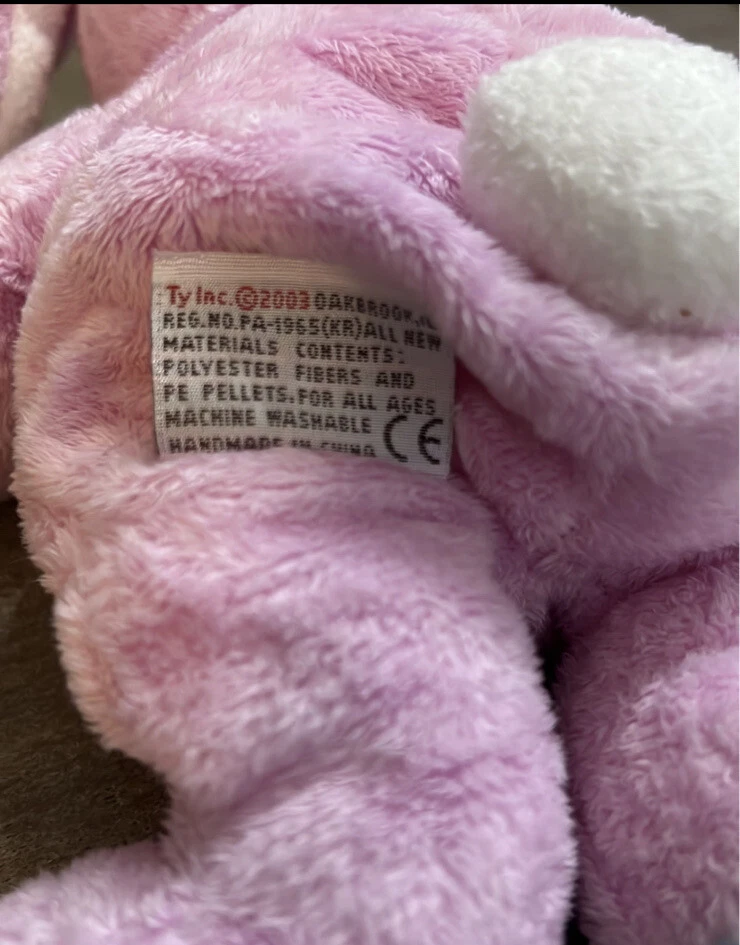 Ty Inc.©2003 OAKBROOK,IL
REG.NO.PA-1965(KR)ALL NEW
MATERIALS CONTENTS:
POLYESTER FIBERS AND
PE PELLETS.FOR ALL AGES
MACHINE WASHABLE
HANDMADE IN CHINA CE